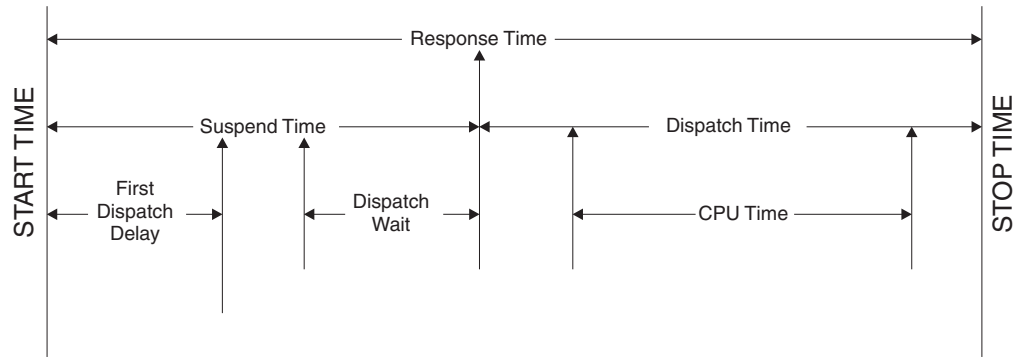 Response Time
START TIME
Suspend Time
Dispatch Time
STOP TIME
First
Dispatch
Delay
Dispatch
Wait
CPU Time